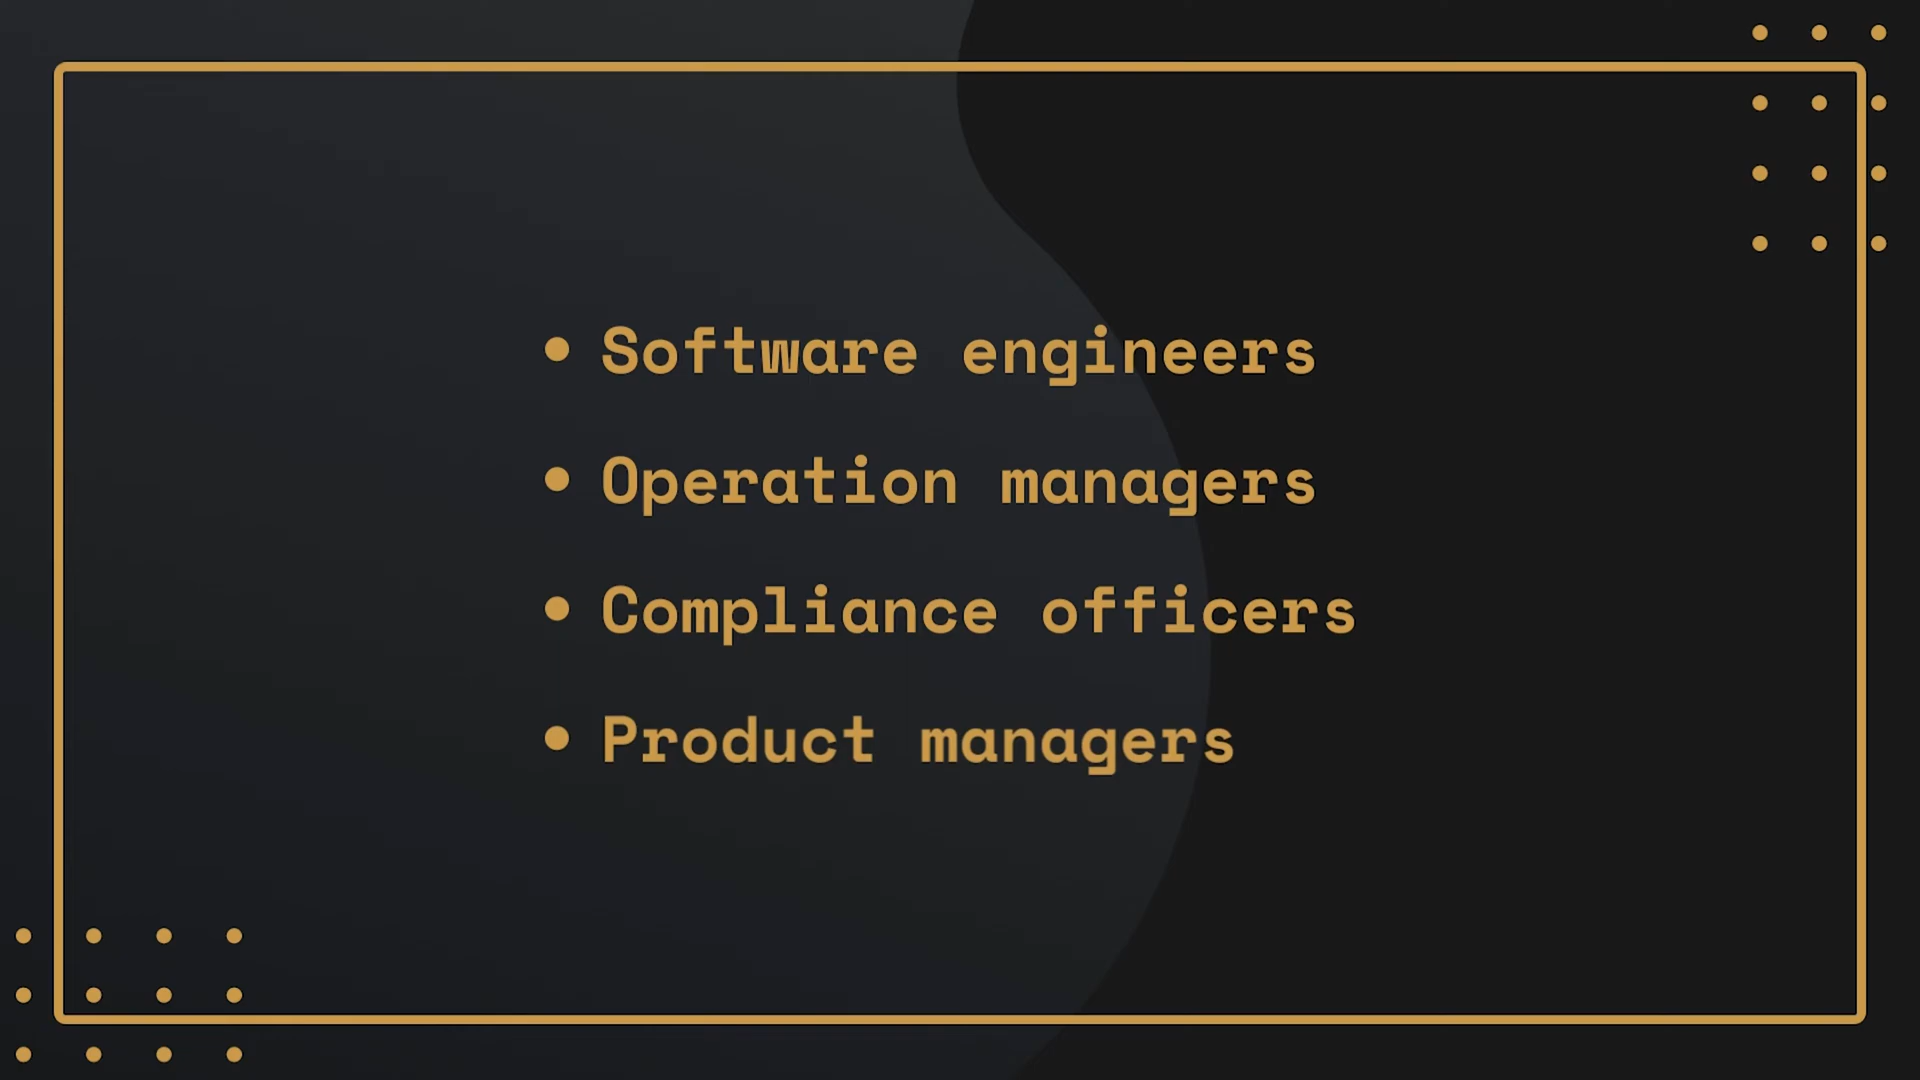 • Software engineers
• Operation managers
• Compliance officers
• Product managers